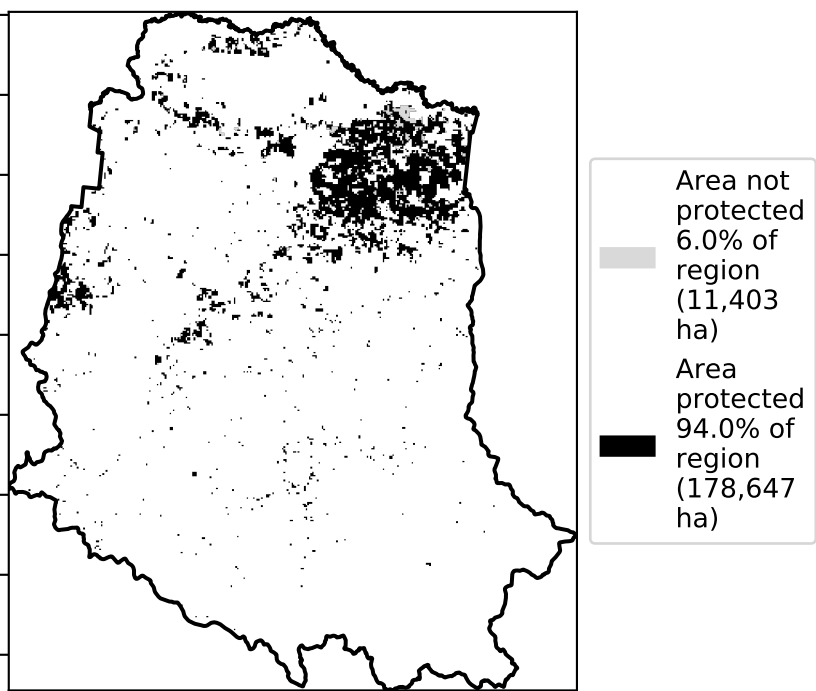 Area not
protected
6.0% of
region
(11,403
ha)
Area
protected
94.0% of
region
(178,647
ha)